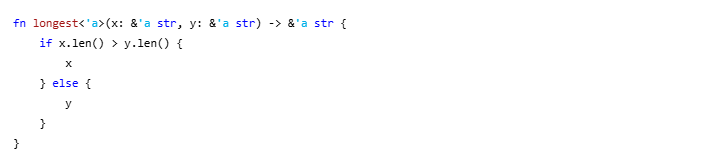 fn longest<'a>(x: &'a str, y: &'a str) -> &'a str {
    if x.len() > y.len() {
        x
    } else {
        y
    }
}